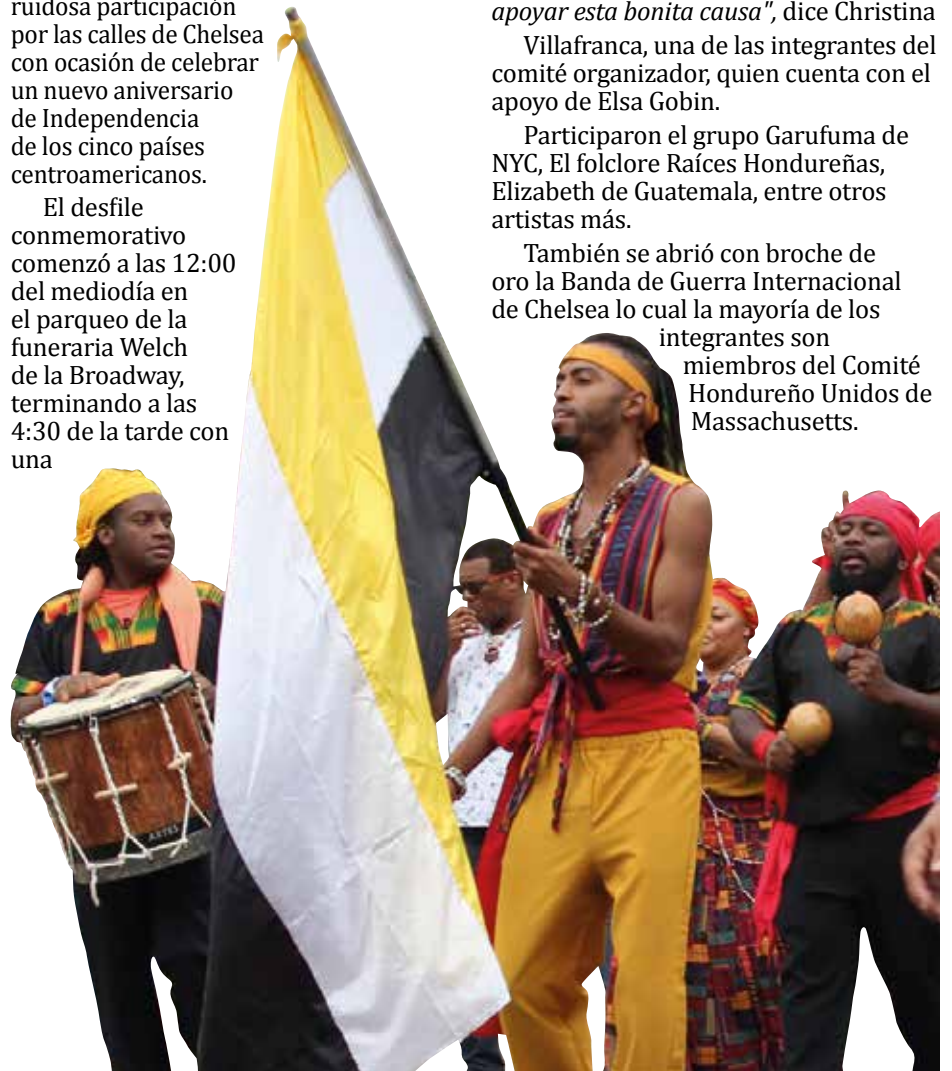 ruidosa participación
por las calles de Chelsea
con ocasión de celebrar
un nuevo aniversario
de Independencia
de los cinco países
centroamericanos.
El desfile
conmemorativo
comenzó a las 12:00
del mediodía en
el parqueo de la
funeraria Welch
de la Broadway,
terminando a las
4:30 de la tarde con
una
apoyar esta bonita causa", dice Christina
Villafranca, una de las integrantes del
comité organizador, quien cuenta con el
apoyo de Elsa Gobin.
Participaron el grupo Garufuma de
NYC, El folclore Raíces Hondureñas,
Elizabeth de Guatemala, entre otros
artistas más.
También se abrió con broche de
oro la Banda de Guerra Internacional
de Chelsea lo cual la mayoría de los
integrantes son
miembros del Comité
Hondureño Unidos de
Massachusetts.